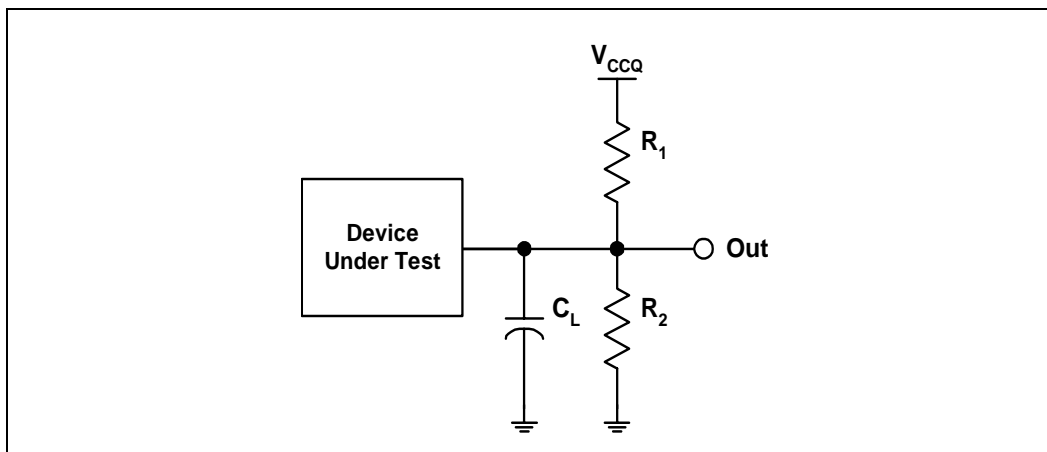 V_CCQ
R_1
Device
Under Test
Out
C_L
R_2